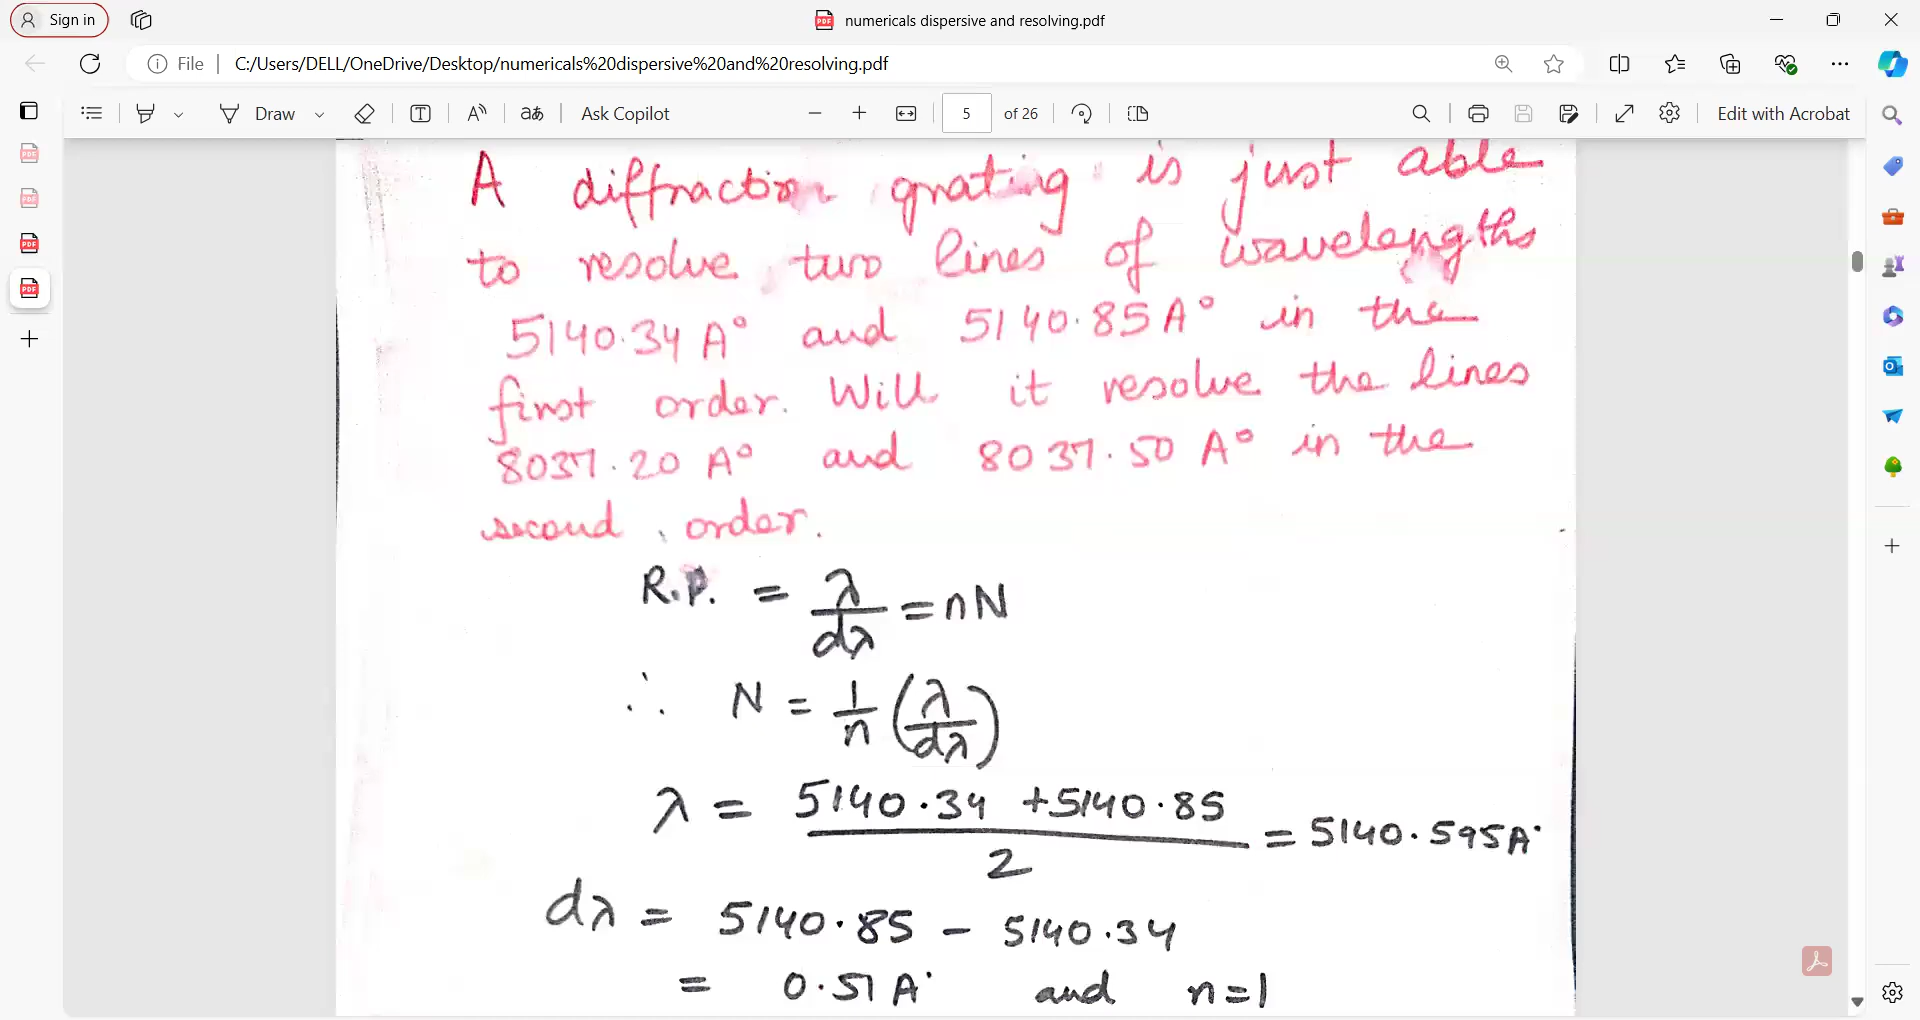 Sign in
numericals dispersive and resolving.pdf
File
C:/Users/DELL/OneDrive/Desktop/numericals%20dispersive%20and%20resolving.pdf
Draw
T
A
aあ
Ask Copilot
5 of 26
Edit with Acrobat
A diffraction grating is just able
to resolve two lines of wavelengths
5140.34 A° and 5140.85 A° in the
first order. Will it resolve the lines
8037.20 A° and 8037.50 A° in the
second order.
R.P. = λ/dλ = nN
∴ N = 1/n (λ/dλ)
λ = 5140.34 + 5140.85 / 2 = 5140.595 A°
dλ = 5140.85 - 5140.34
= 0.51 A° and n=1